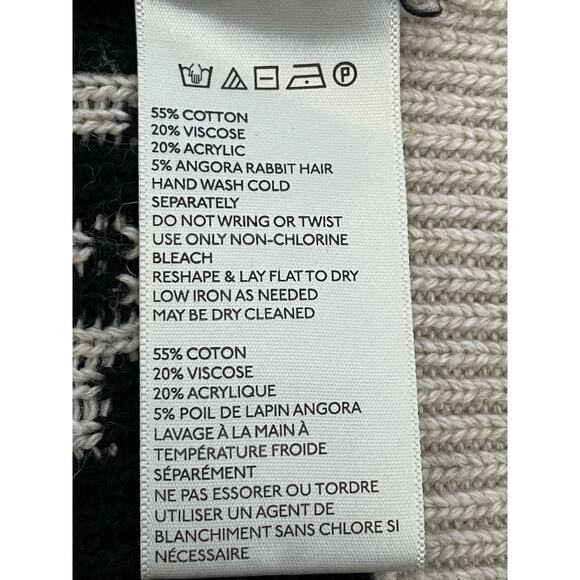 P
55% COTTON
20% VISCOSE
20% ACRYLIC
5% ANGORA RABBIT HAIR
HAND WASH COLD
SEPARATELY
DO NOT WRING OR TWIST
USE ONLY NON-CHLORINE
BLEACH
RESHAPE & LAY FLAT TO DRY
LOW IRON AS NEEDED
MAY BE DRY CLEANED
55% COTON
20% VISCOSE
20% ACRYLIQUE
5% POIL DE LAPIN ANGORA
LAVAGE À LA MAIN À
TEMPÉRATURE FROIDE
SÉPARÉMENT
NE PAS ESSORER OU TORDRE
UTILISER UN AGENT DE
BLANCHIMENT SANS CHLORE SI
NÉCESSAIRE